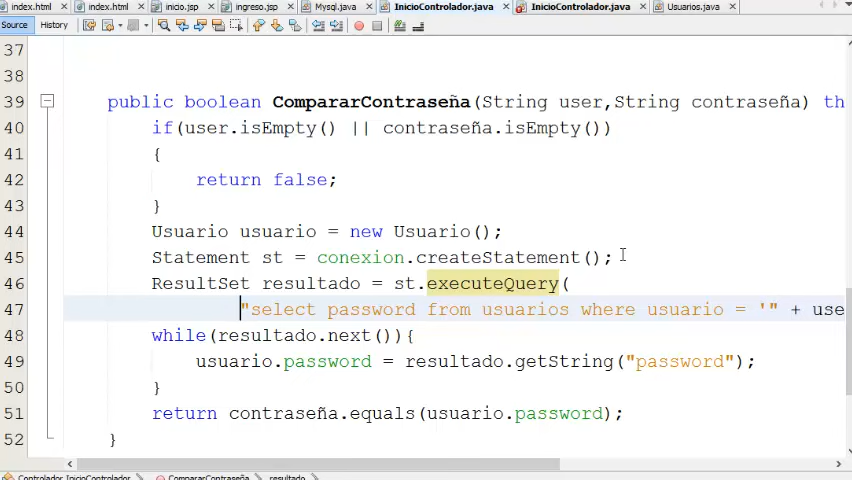 index.html index.html inicio.jsp ingreso.jsp Mysql.java InicioControlador.java InicioControlador.java Usuarios.java
Source History
37
38
39 public boolean CompararContraseña(String user,String contraseña) th
40 if(user.isEmpty() || contraseña.isEmpty())
41 {
42 return false;
43 }
44 Usuario usuario = new Usuario();
45 Statement st = conexion.createStatement();
46 ResultSet resultado = st.executeQuery(
47 "select password from usuarios where usuario = '" + use
48 while(resultado.next()){
49 usuario.password = resultado.getString("password");
50 }
51 return contraseña.equals(usuario.password);
52 }
Controlador.InicioControlador CompararContraseña resultado